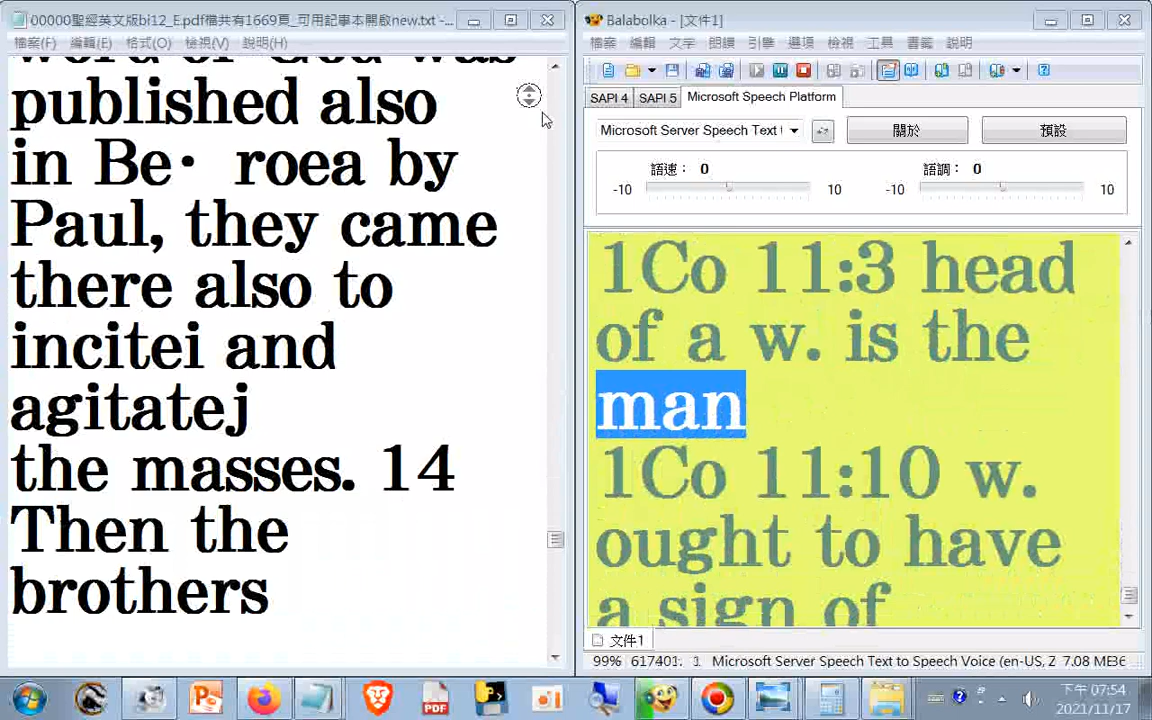 00000聖經英文版bi12_E.pdf檔共有1669頁_可用記事本開啟new.txt -...
檔案(F) 編輯(E) 格式(O) 檢視(V) 說明(H)
word of God was
published also
in Be· roea by
Paul, they came
there also to
incitei and
agitatej
the masses. 14
Then the
brothers
Balabolka - [文件1]
檔案 編輯 文字 朗讀 引擎 選項 檢視 工具 書籤 說明
SAPI 4 SAPI 5 Microsoft Speech Platform
Microsoft Server Speech Text 關於 預設
語速： 0 語調： 0
-10 10 -10 10
1Co 11:3 head
of a w. is the
man
1Co 11:10 w.
ought to have
a sign of
文件1
99% 617401: 1 Microsoft Server Speech Text to Speech Voice (en-US, Z 7.08 MB
PDF
下午 07:54
2021/11/17